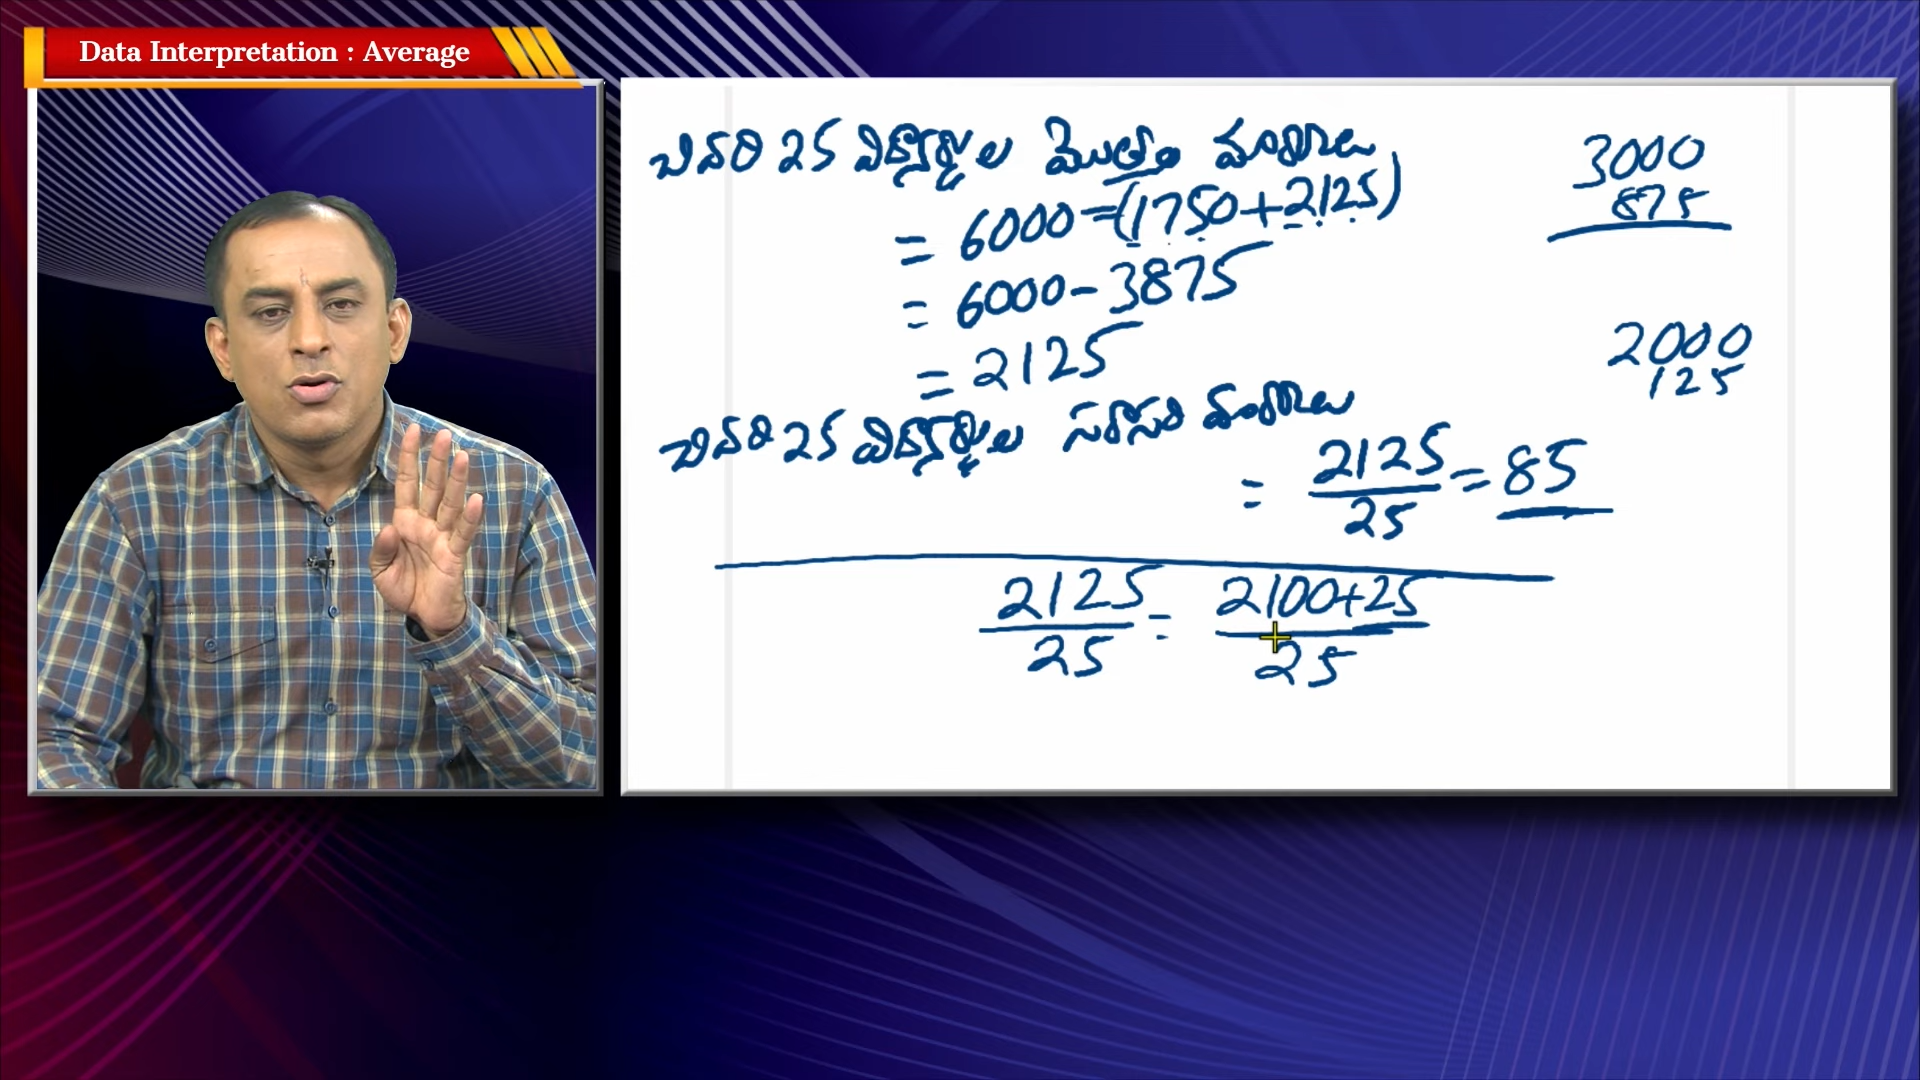 Data Interpretation : Average
చివరి 25 విద్యార్థుల మొత్తం మార్కులు
= 6000-(1750+2125)
= 6000-3875
= 2125
3000
875
2000
125
చివరి 25 విద్యార్థుల సరాసరి మార్కులు
= 2125/25 = 85
2125/25 = 2100+25/25